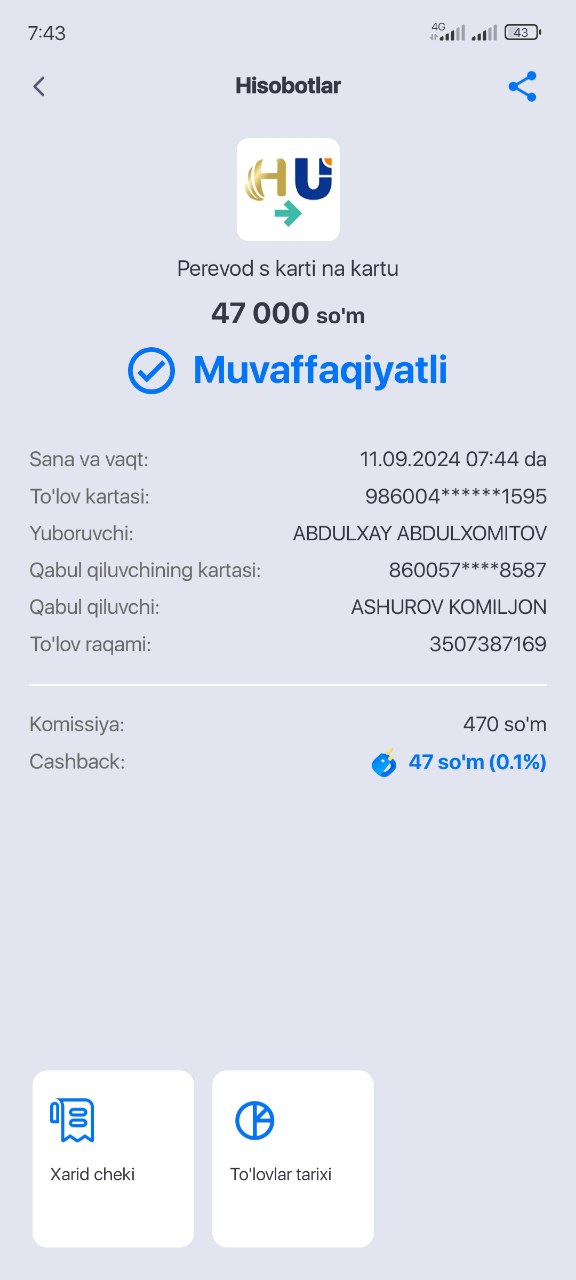 7:43
4G
43
Hisobotlar
HU
Perevod s karti na kartu
47 000 so'm
Muvaffaqiyatli
Sana va vaqt: 11.09.2024 07:44 da
To'lov kartasi: 986004******1595
Yuboruvchi: ABDULXAY ABDULXOMITOV
Qabul qiluvchining kartasi: 860057****8587
Qabul qiluvchi: ASHUROV KOMILJON
To'lov raqami: 3507387169
Komissiya: 470 so'm
Cashback: 47 so'm (0.1%)
Xarid cheki
To'lovlar tarixi